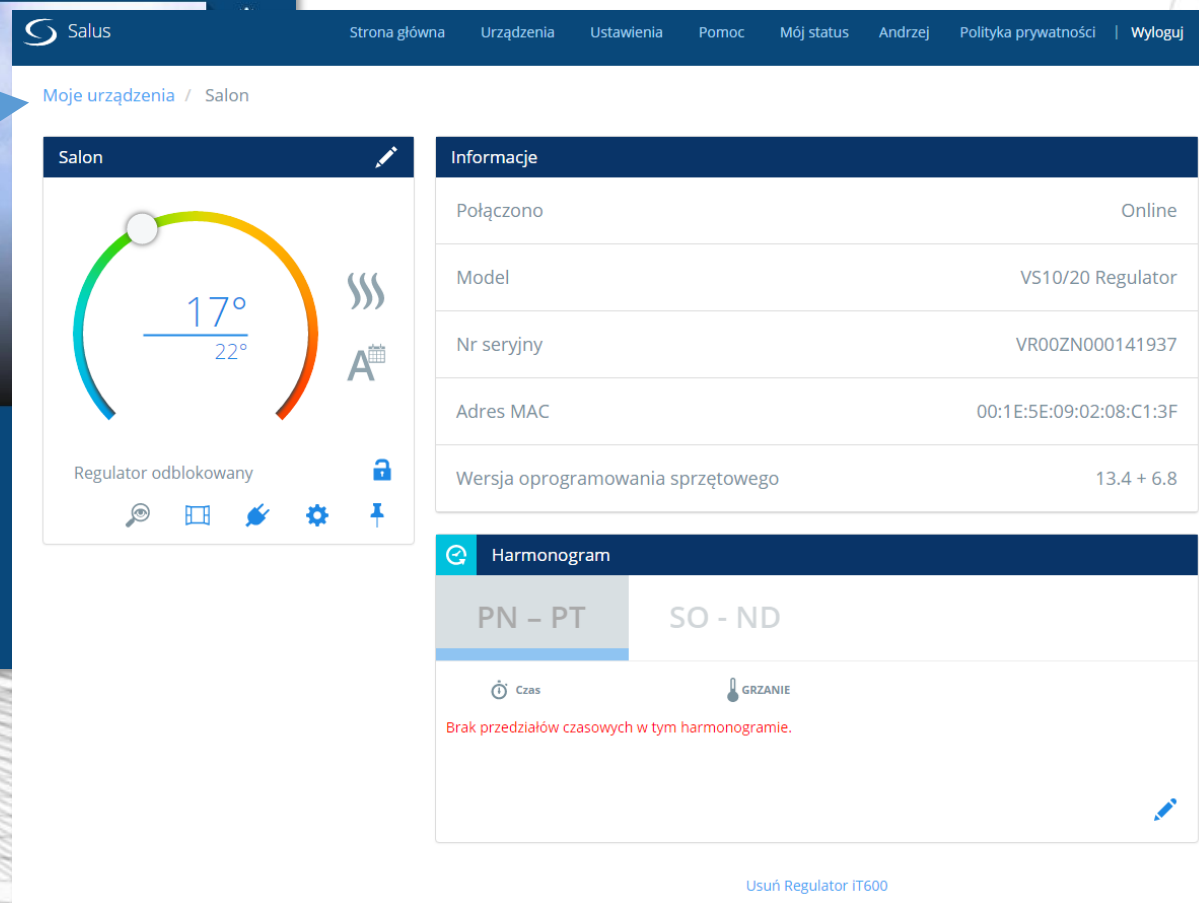 Salus
Strona główna Urządzenia Ustawienia Pomoc Mój status Andrzej Polityka prywatności | Wyloguj
Moje urządzenia / Salon
Salon
17°
22°
A
Regulator odblokowany
Informacje
Połączono Online
Model VS10/20 Regulator
Nr seryjny VR00ZN000141937
Adres MAC 00:1E:5E:09:02:08:C1:3F
Wersja oprogramowania sprzętowego 13.4 + 6.8
Harmonogram
PN – PT SO - ND
Czas GRZANIE
Brak przedziałów czasowych w tym harmonogramie.
Usuń Regulator iT600